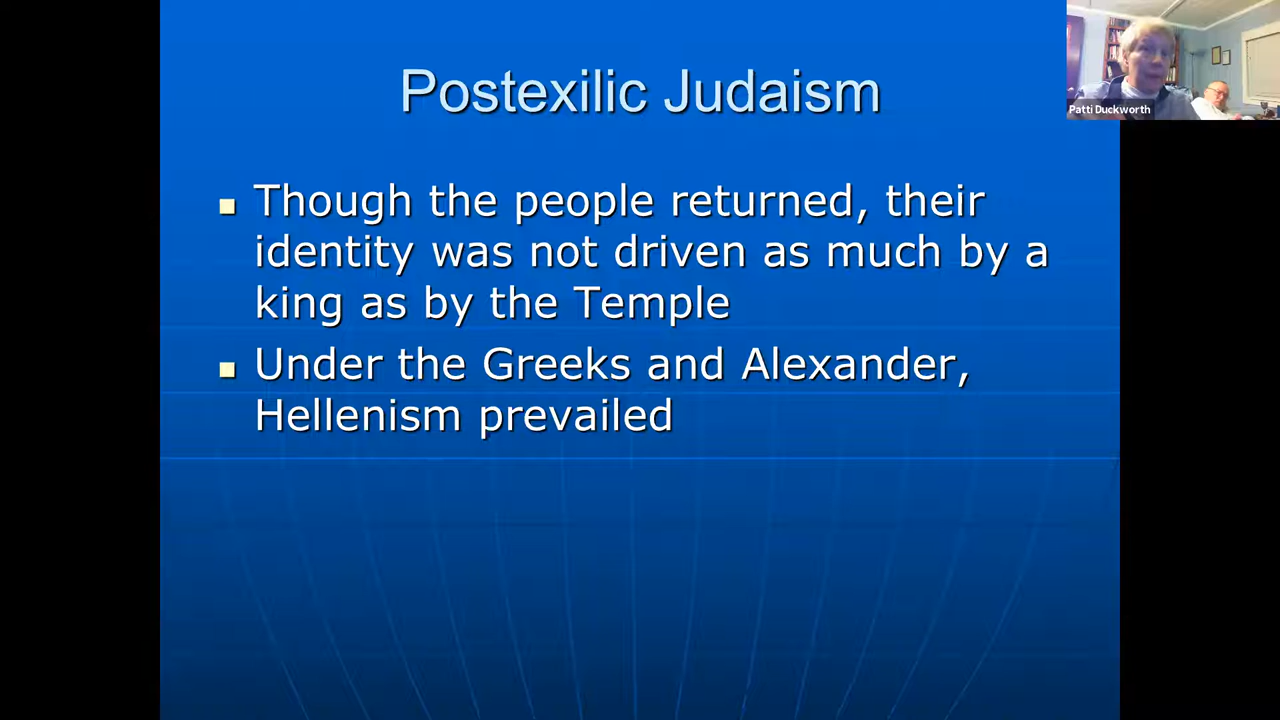 Postexilic Judaism
Though the people returned, their
identity was not driven as much by a
king as by the Temple
Under the Greeks and Alexander,
Hellenism prevailed
Patti Duckworth